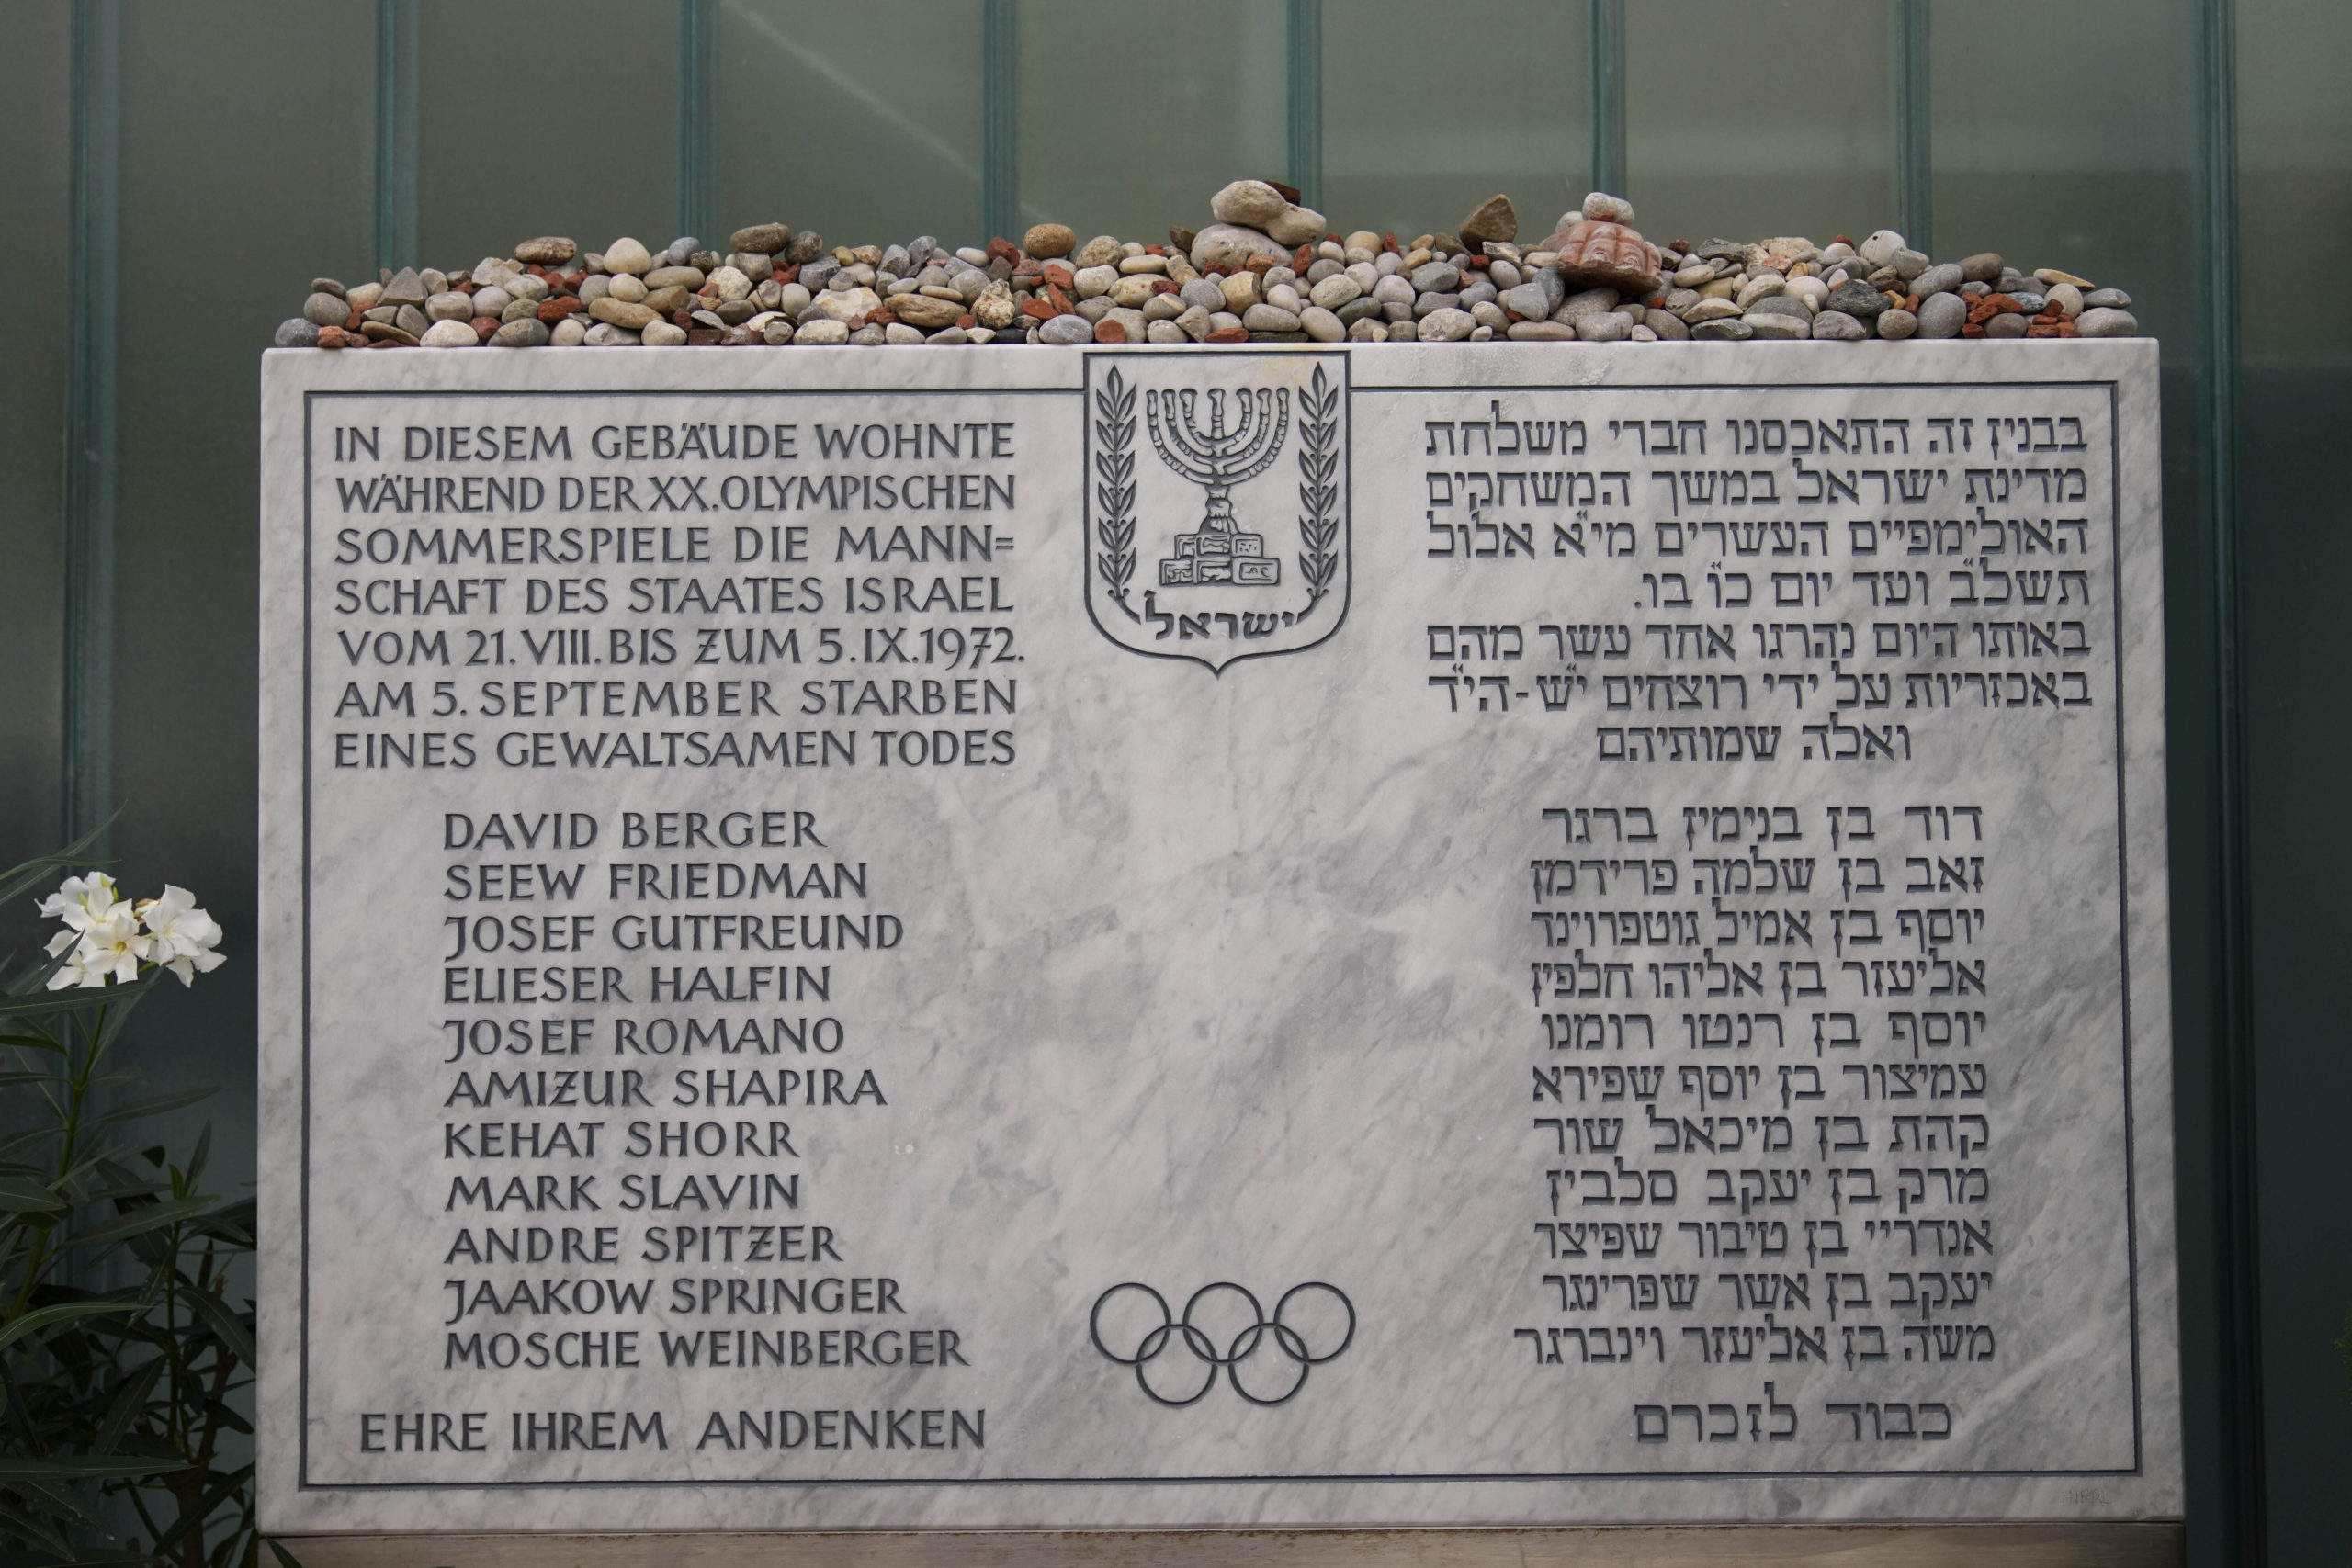 IN DIESEM GEBÄUDE WOHNTE
WÄHREND DER XX. OLYMPISCHEN
SOMMERSPIELE DIE MANN=
SCHAFT DES STAATES ISRAEL
VOM 21. VIII. BIS ZUM 5. IX. 1972.
AM 5. SEPTEMBER STARBEN
EINES GEWALTSAMEN TODES
DAVID BERGER
SEEW FRIEDMAN
JOSEF GUTFREUND
ELIESER HALFIN
JOSEF ROMANO
AMIZUR SHAPIRA
KEHAT SHORR
MARK SLAVIN
ANDRE SPITZER
JAAKOW SPRINGER
MOSCHE WEINBERGER
EHRE IHREM ANDENKEN
ישראל
בבנין זה התאכסנו חברי משלחת
מדינת ישראל במשך המשחקים
האולימפיים העשרים מי"א אלול
תשל"ב ועד יום כ"ו בו.
באותו היום נהרגו אחד עשר מהם
באכזריות על ידי רוצחים י"ש-הי"ד
ואלה שמותיהם
דוד בן בנימין ברגר
זאב בן שלמה פרידמן
יוסף בן אמיל גוטפרוינד
אליעזר בן אליהו חלפין
יוסף בן רנטו רומנו
עמיצור בן יוסף שפירא
קהת בן מיכאל שור
מרק בן יעקב סלבין
אנדריי בן טיבור שפיצר
יעקב בן אשר שפרינגר
משה בן אליעזר וינברגר
כבוד לזכרם